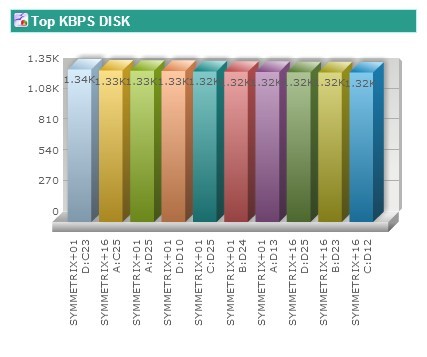 Top KBPS DISK
1.35K
1.08K
810
540
270
0
1.34K
1.33K
1.33K
1.33K
1.32K
1.32K
1.32K
1.32K
1.32K
1.32K
SYMMETRIX+01
D:C23
SYMMETRIX+16
A:C25
SYMMETRIX+01
A:D25
SYMMETRIX+01
D:D10
SYMMETRIX+01
C:D25
SYMMETRIX+01
B:D24
SYMMETRIX+01
A:D13
SYMMETRIX+16
D:D25
SYMMETRIX+16
B:D23
SYMMETRIX+16
C:D12